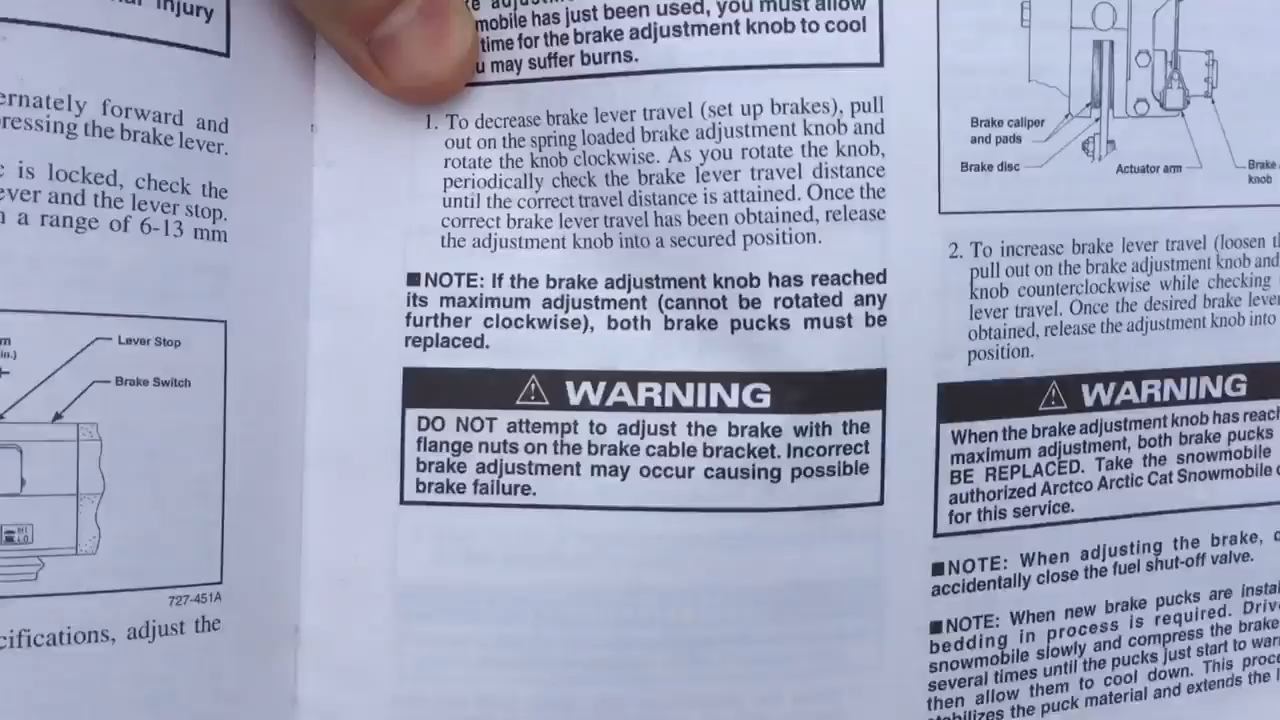 injury
ernately forward and
ressing the brake lever.
is locked, check the
ever and the lever stop.
a range of 6-13 mm
Lever Stop
Brake Switch
HI
LO
727-451A
cifications, adjust the
mobile has just been used, you must allow
time for the brake adjustment knob to cool
u may suffer burns.
1. To decrease brake lever travel (set up brakes), pull
out on the spring loaded brake adjustment knob and
rotate the knob clockwise. As you rotate the knob,
periodically check the brake lever travel distance
until the correct travel distance is attained. Once the
correct brake lever travel has been obtained, release
the adjustment knob into a secured position.
■NOTE: If the brake adjustment knob has reached
its maximum adjustment (cannot be rotated any
further clockwise), both brake pucks must be
replaced.
⚠ WARNING
DO NOT attempt to adjust the brake with the
flange nuts on the brake cable bracket. Incorrect
brake adjustment may occur causing possible
brake failure.
Brake caliper
and pads
Brake disc
Actuator arm
Brake
knob
2. To increase brake lever travel (loosen
pull out on the brake adjustment knob and
knob counterclockwise while checking
lever travel. Once the desired brake leve
obtained, release the adjustment knob into
position.
⚠ WARNING
When the brake adjustment knob has reach
maximum adjustment, both brake pucks
BE REPLACED. Take the snowmobile
authorized Arctco Arctic Cat Snowmobile
for this service.
■NOTE: When adjusting the brake,
accidentally close the fuel shut-off valve.
■NOTE: When new brake pucks are instal
bedding in process is required. Driv
snowmobile slowly and compress the brake
several times until the pucks just start to war
then allow them to cool down. This proc
stabilizes the puck material and extends the